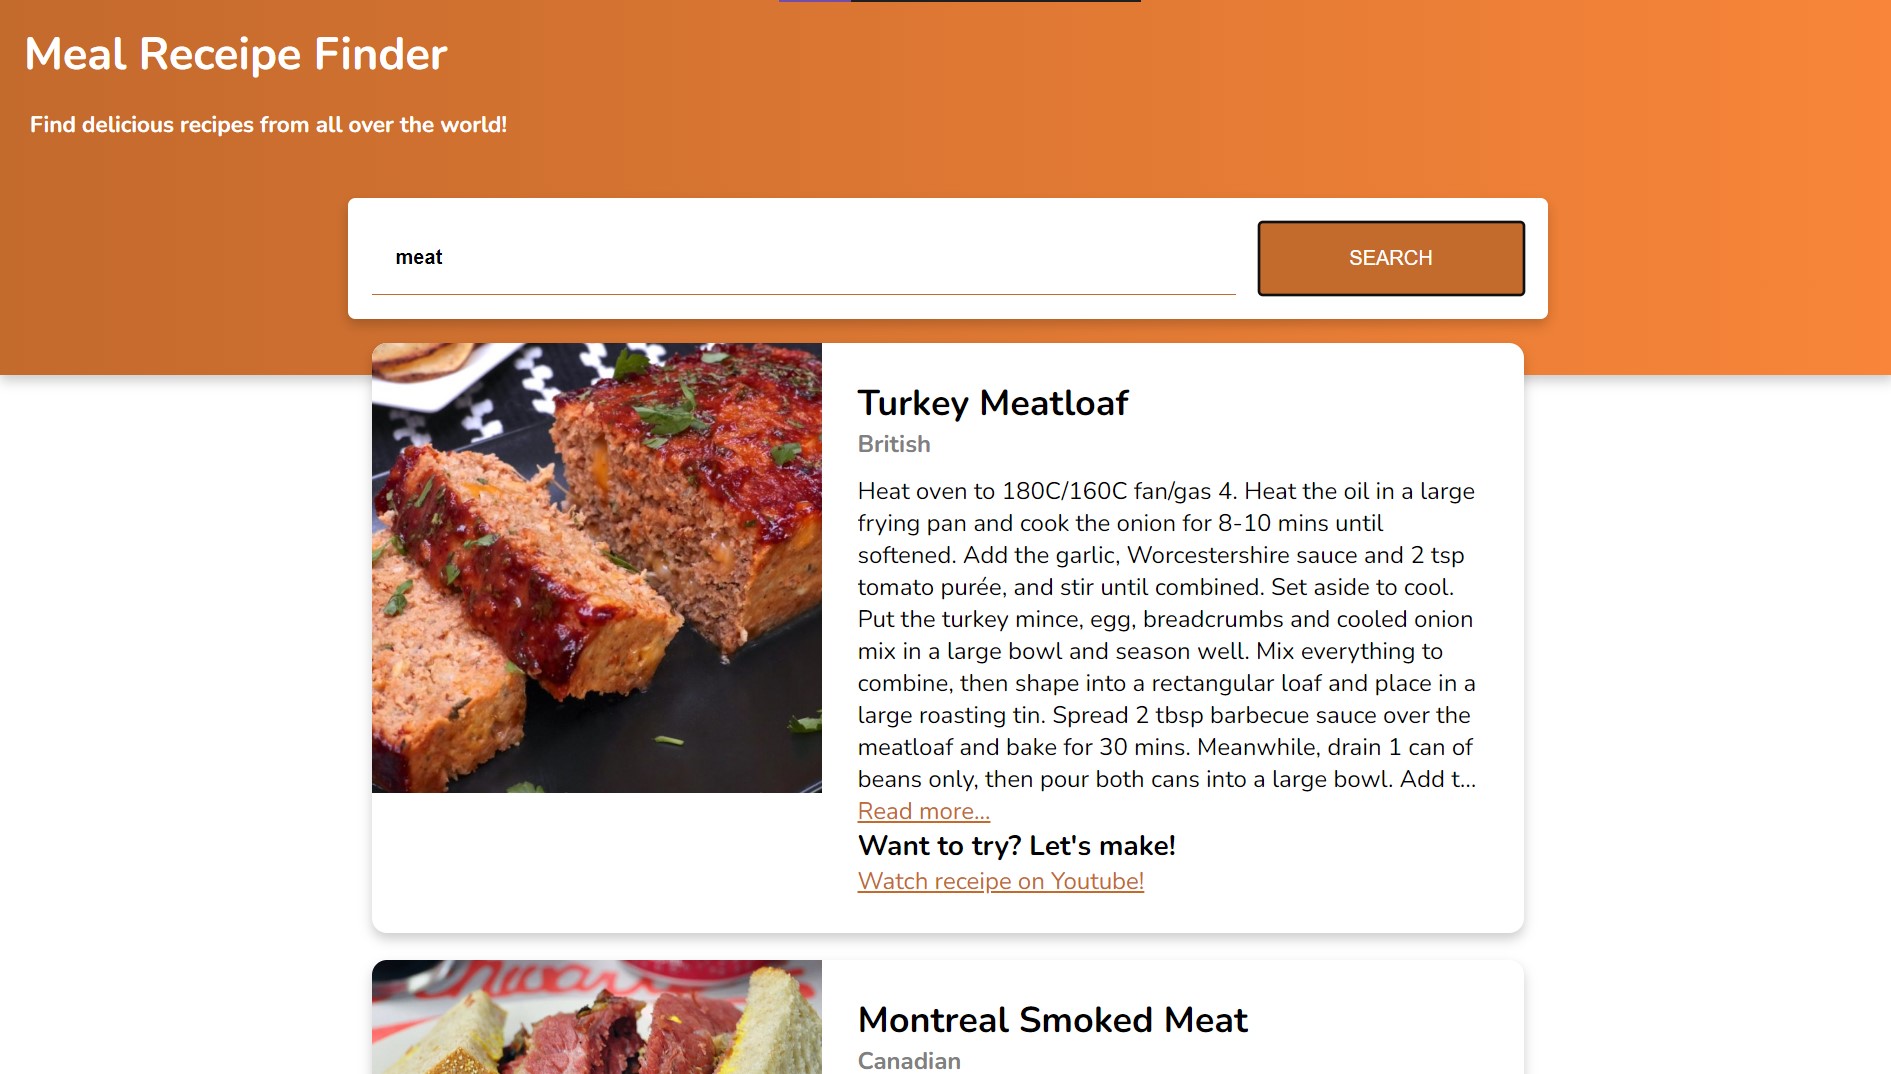 Meal Receipe Finder
Find delicious recipes from all over the world!
meat
SEARCH
Turkey Meatloaf
British
Heat oven to 180C/160C fan/gas 4. Heat the oil in a large
frying pan and cook the onion for 8-10 mins until
softened. Add the garlic, Worcestershire sauce and 2 tsp
tomato purée, and stir until combined. Set aside to cool.
Put the turkey mince, egg, breadcrumbs and cooled onion
mix in a large bowl and season well. Mix everything to
combine, then shape into a rectangular loaf and place in a
large roasting tin. Spread 2 tbsp barbecue sauce over the
meatloaf and bake for 30 mins. Meanwhile, drain 1 can of
beans only, then pour both cans into a large bowl. Add t...
Read more...
Want to try? Let's make!
Watch receipe on Youtube!
Montreal Smoked Meat
Canadian